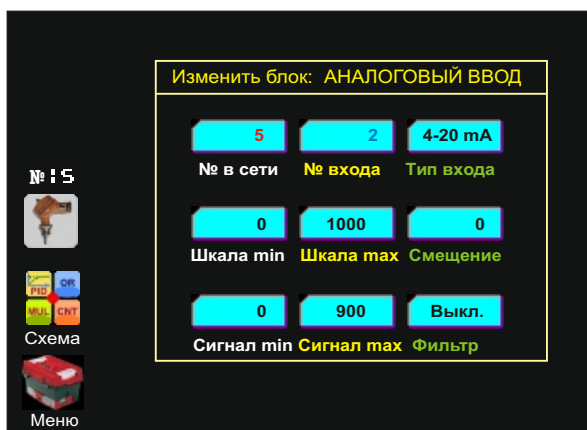 Изменить блок: АНАЛОГОВЫЙ ВВОД
5 2 4-20 mA
№ в сети № входа Тип входа
№:5
0 1000 0
Шкала min Шкала max Смещение
PID OR
MUL CNT
0 900 Выкл.
Схема
Сигнал min Сигнал max Фильтр
Меню